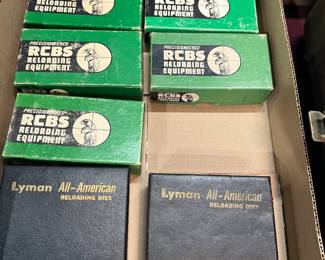 RCBS
RELOADING
EQUIPMENT
RELOADING
EQUIPMENT
PRECISIONEERED
RCBS
RELOADING
EQUIPMENT
PRECISIONEERED
RCBS
RELOADING
EQUIPMENT
PRECISIONEERED
RCBS
RELOADING
EQUIPMENT
Lyman All-American
RELOADING DIES
Lyman All-American
RELOADING DIES